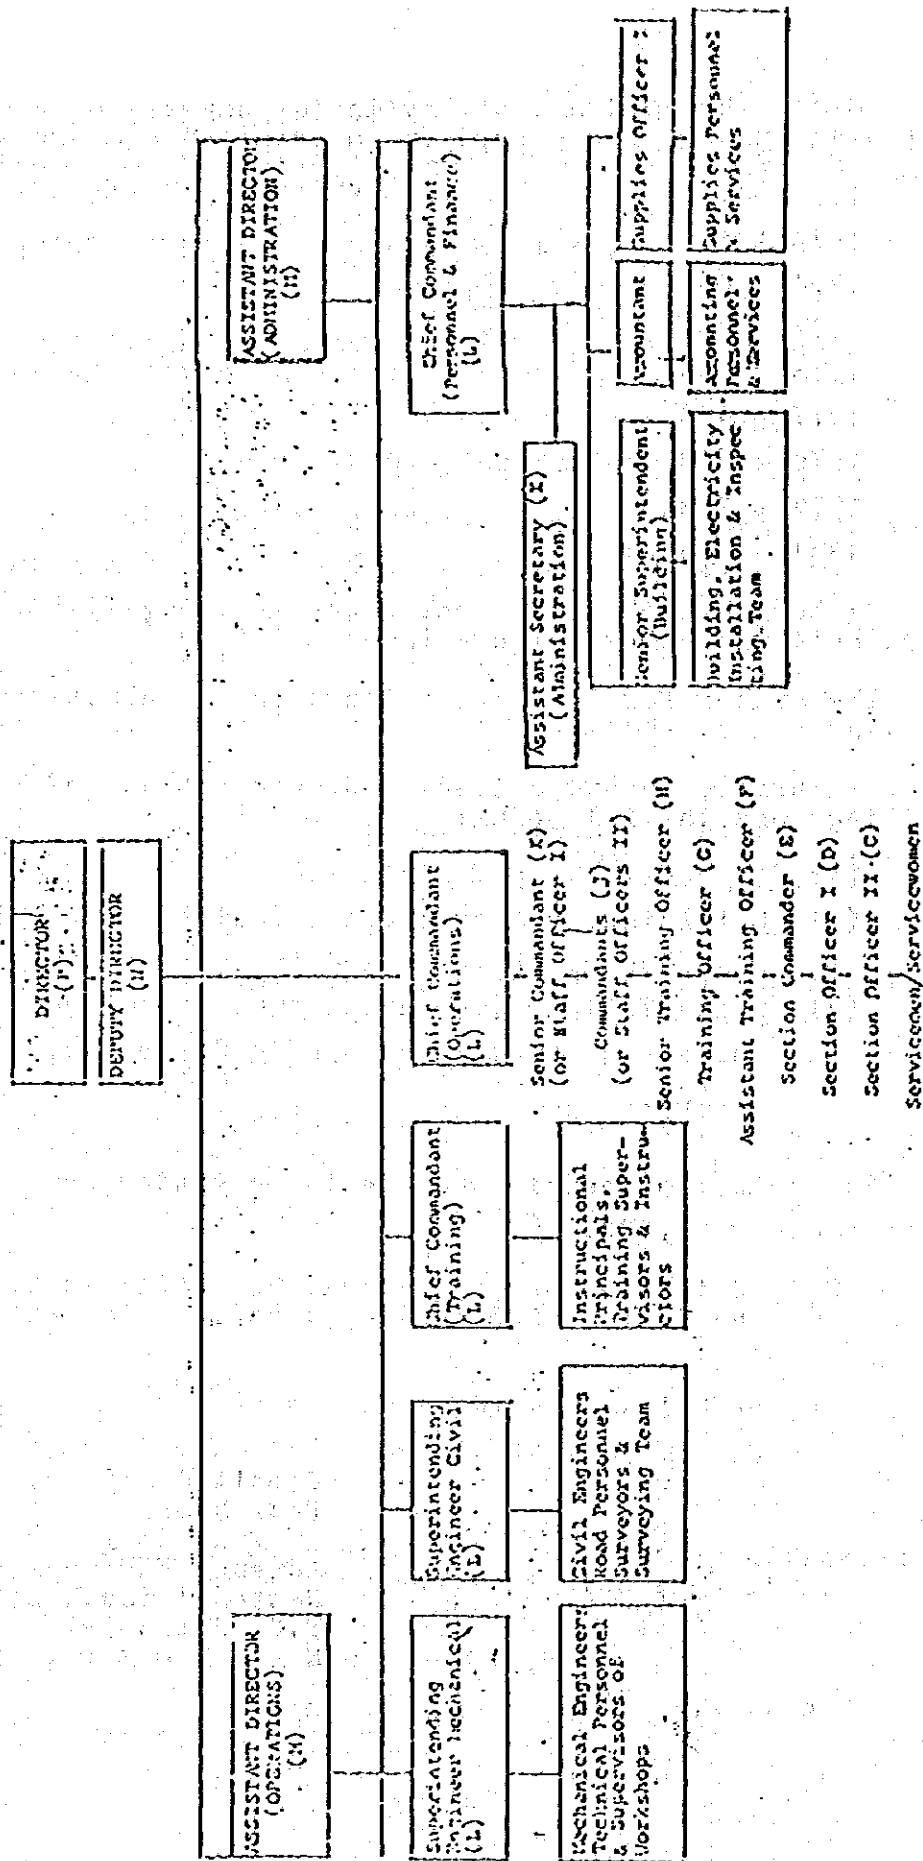 DIRECTOR
(P)
DEPUTY DIRECTOR
(N)
ASSISTANT DIRECTOR
(OPERATIONS)
(M)
ASSISTANT DIRECTOR
(ADMINISTRATION)
(M)
Superintending
Engineer Mechanical
(L)
Superintending
Engineer Civil
(L)
Chief Commandant
(Training)
(L)
Chief Commandant
(Operations)
(L)
Chief Commandant
(Personnel & Finance)
(L)
Mechanical Engineers
Technical Personnel
& Supervisors of
Workshops
Civil Engineers
Road Personnel
Surveyors &
Surveying Team
Instructional
Principals,
Training Super-
visors & Instru-
ctors
Senior Commandant (K)
(or Staff Officer I)
Commandants (J)
(or Staff Officers II)
Senior Training Officer (H)
Training Officer (G)
Assistant Training Officer (F)
Section Commander (E)
Section Officer I (D)
Section Officer II (C)
Servicemen/Servicewomen
Assistant Secretary
(Administration)
Senior Superintendent
(Building)
Accountant
Supplies Officer
Building, Electricity
Installation & Inspec
ting Team
Accounting
Personnel
& Services
Supplies Personnel
& Services